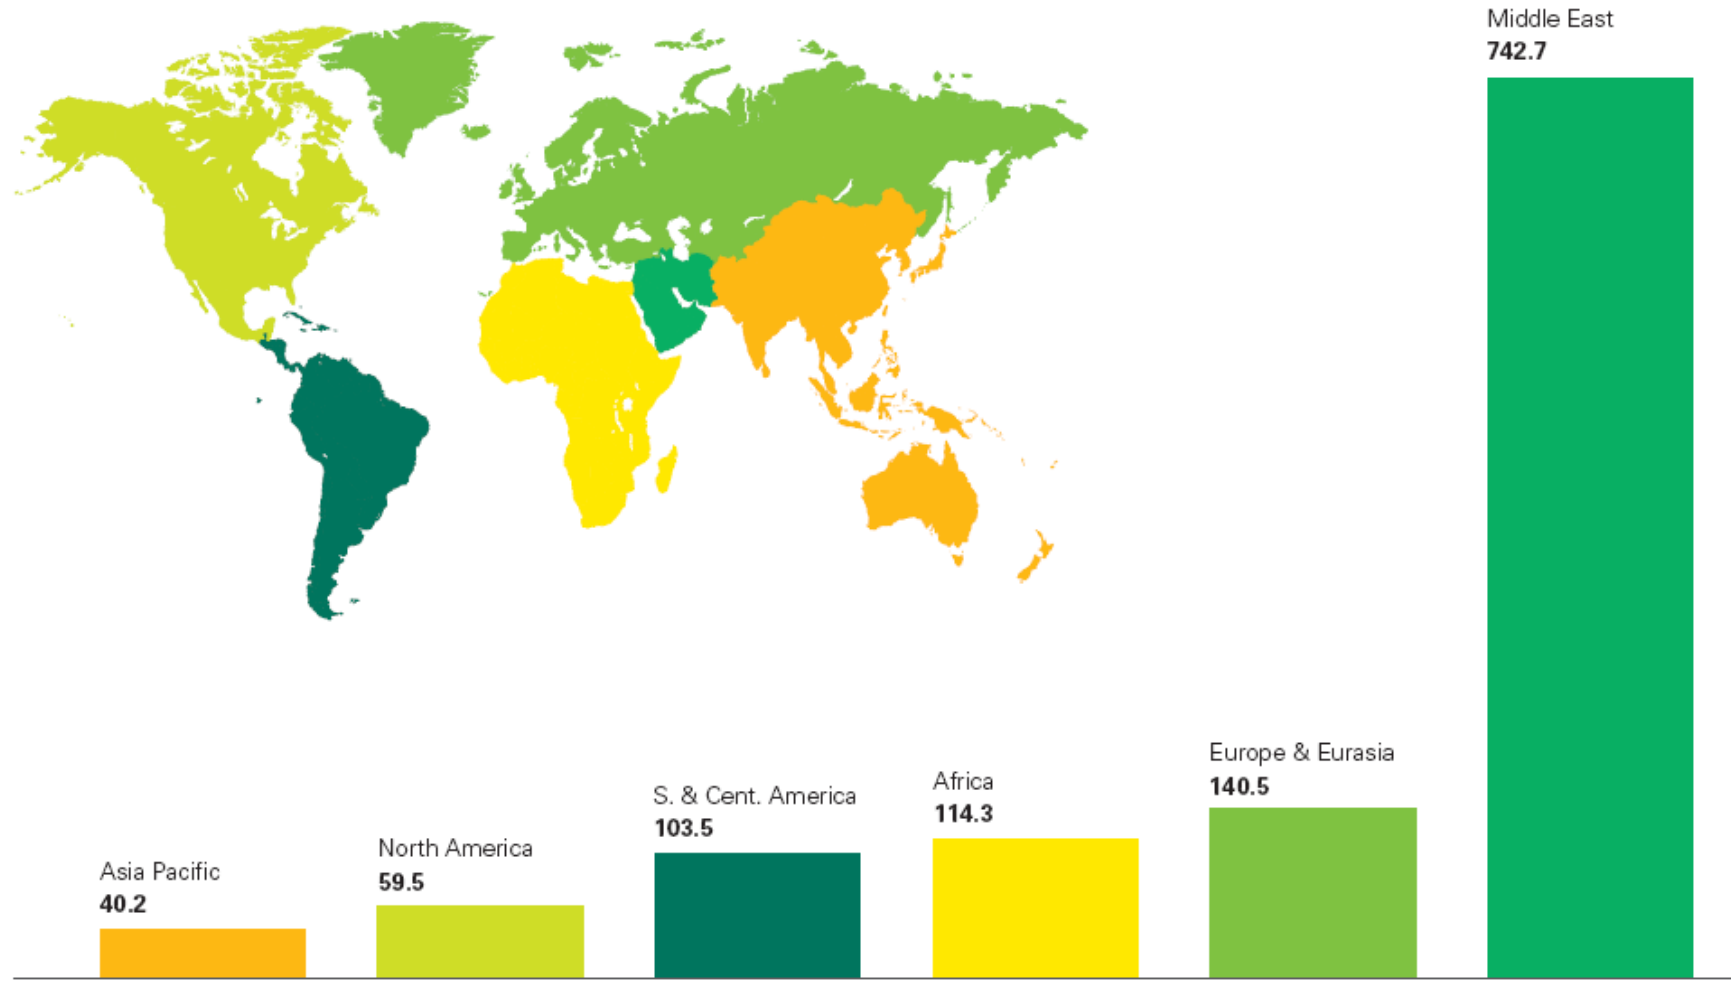 Middle East
742.7
Europe & Eurasia
140.5
Africa
114.3
S. & Cent. America
103.5
North America
59.5
Asia Pacific
40.2